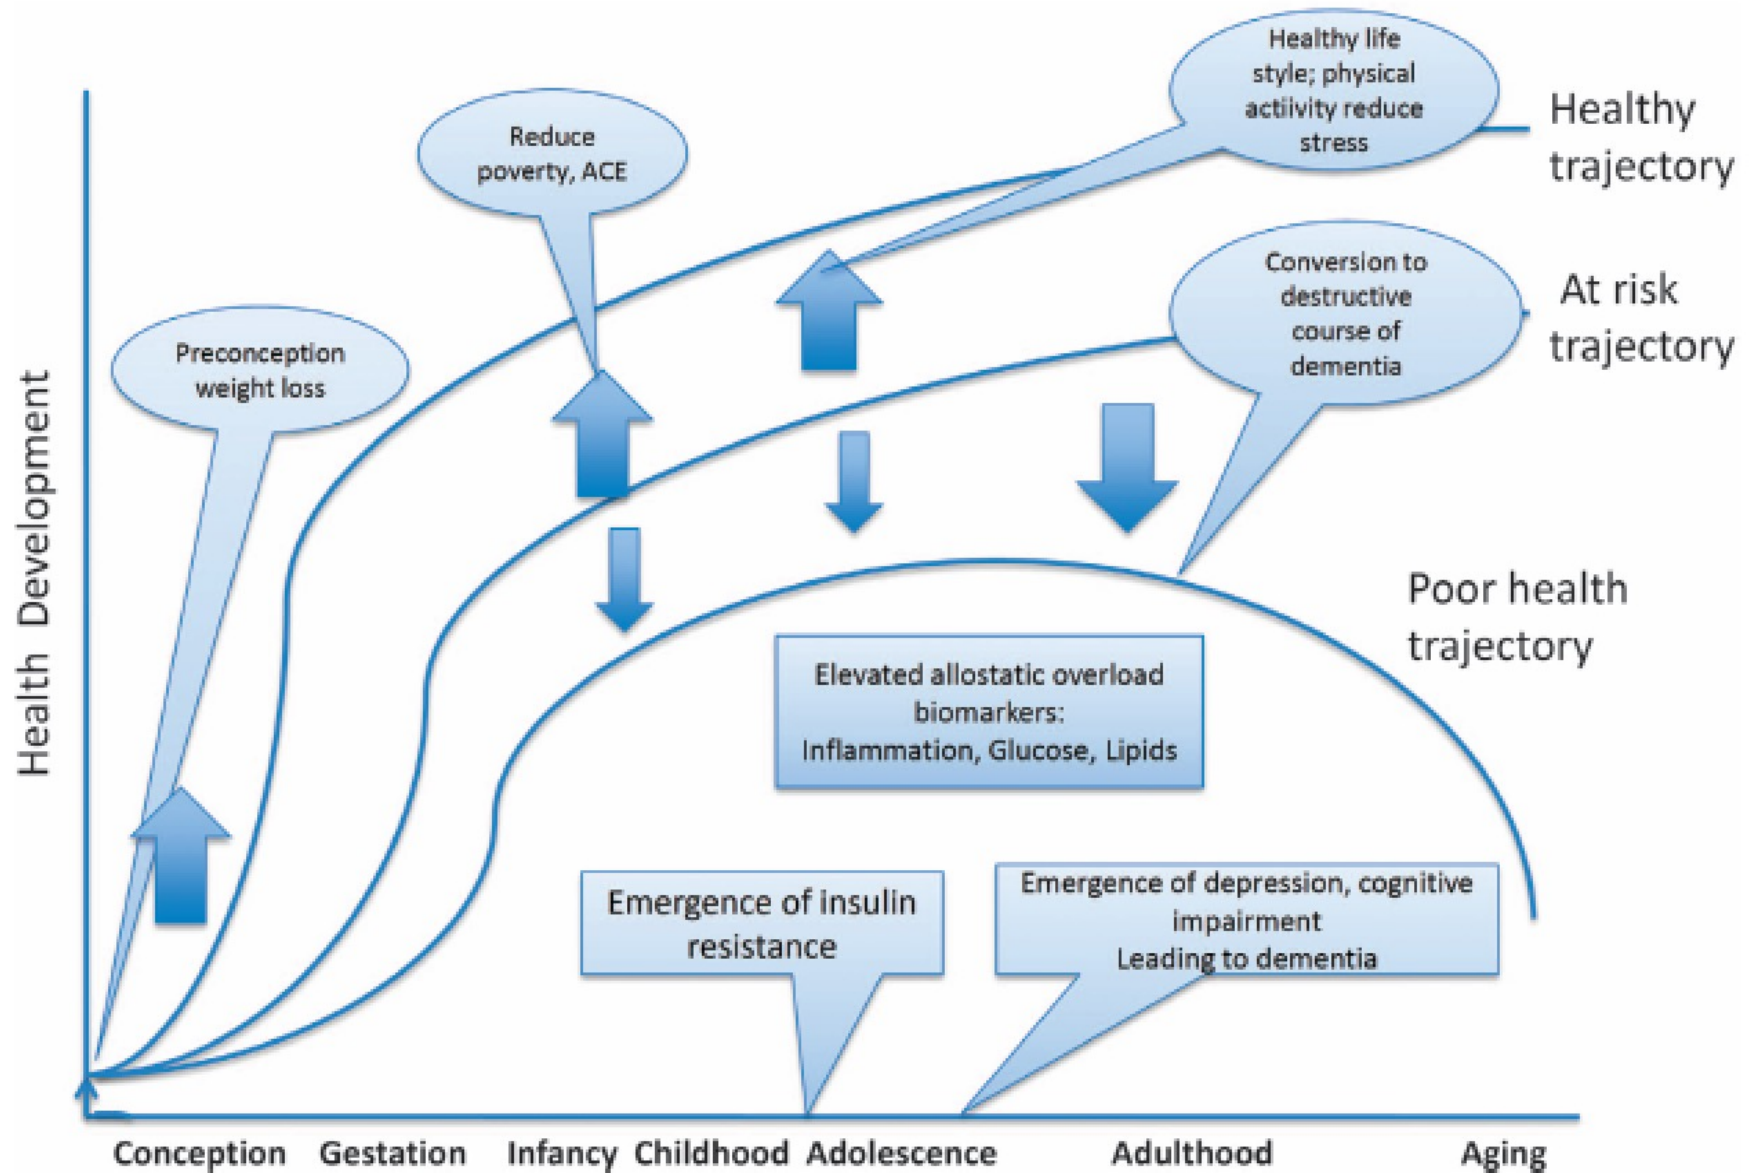 Healthy life
style; physical
actiivity reduce
stress
Healthy
trajectory
Reduce
poverty, ACE
Conversion to
destructive
course of
dementia
At risk
trajectory
Preconception
weight loss
Health Development
Poor health
trajectory
Elevated allostatic overload
biomarkers:
Inflammation, Glucose, Lipids
Emergence of insulin
resistance
Emergence of depression, cognitive
impairment
Leading to dementia
Conception Gestation Infancy Childhood Adolescence Adulthood Aging